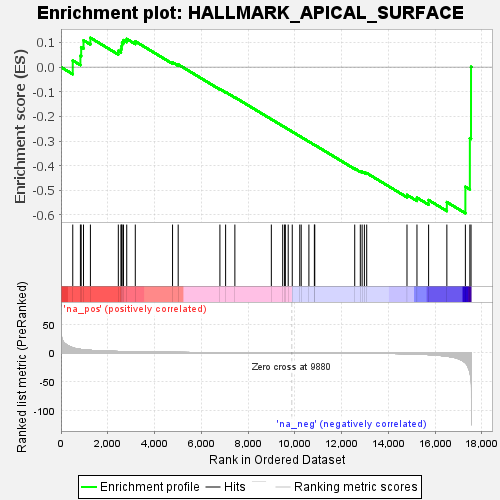 Enrichment plot: HALLMARK_APICAL_SURFACE
Enrichment score (ES)
0.1
0.0
-0.1
-0.2
-0.3
-0.4
-0.5
-0.6
'na_pos' (positively correlated)
Ranked list metric (PreRanked)
50
0
-50
-100
Zero cross at 9880
'na_neg' (negatively correlated)
0 2,000 4,000 6,000 8,000 10,000 12,000 14,000 16,000 18,000
Rank in Ordered Dataset
Enrichment profile Hits Ranking metric scores